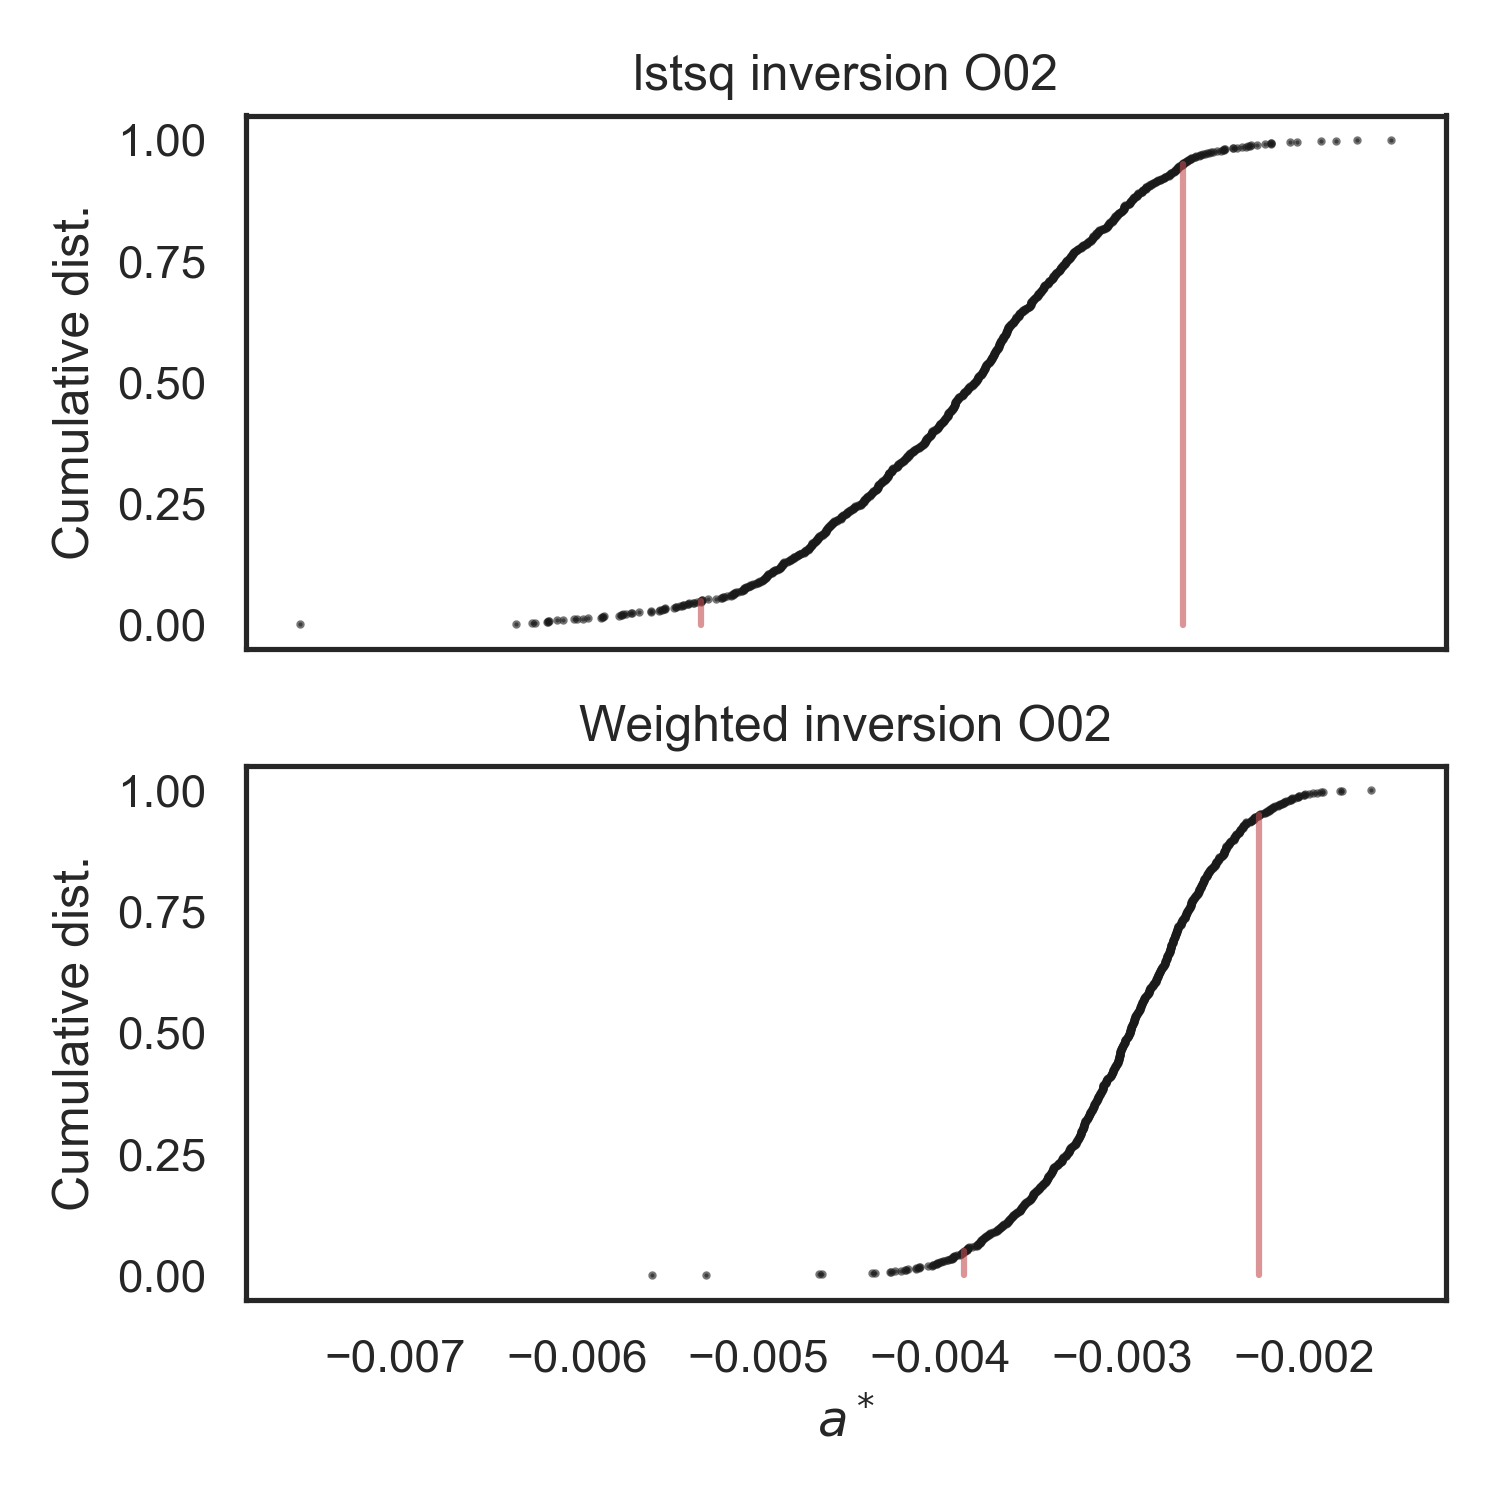 lstsq inversion O02
1.00
0.75
0.50
0.25
0.00
Cumulative dist.
Weighted inversion O02
1.00
0.75
0.50
0.25
0.00
Cumulative dist.
−0.007 −0.006 −0.005 −0.004 −0.003 −0.002
a*